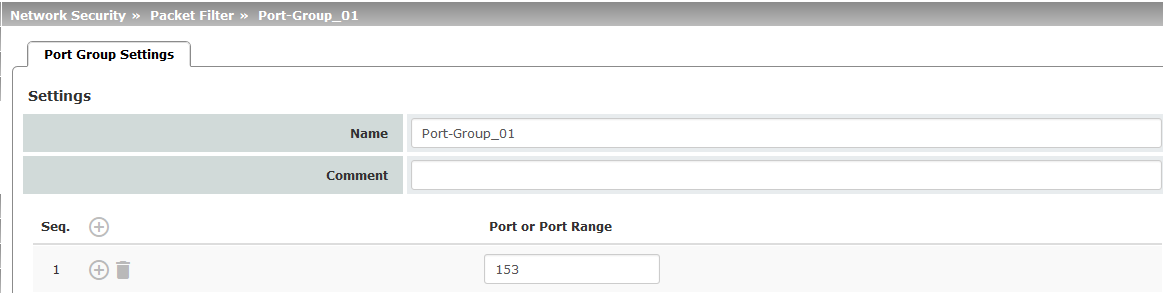 Network Security » Packet Filter » Port-Group_01
Port Group Settings
Settings
Name Port-Group_01
Comment
Seq. Port or Port Range
1 153